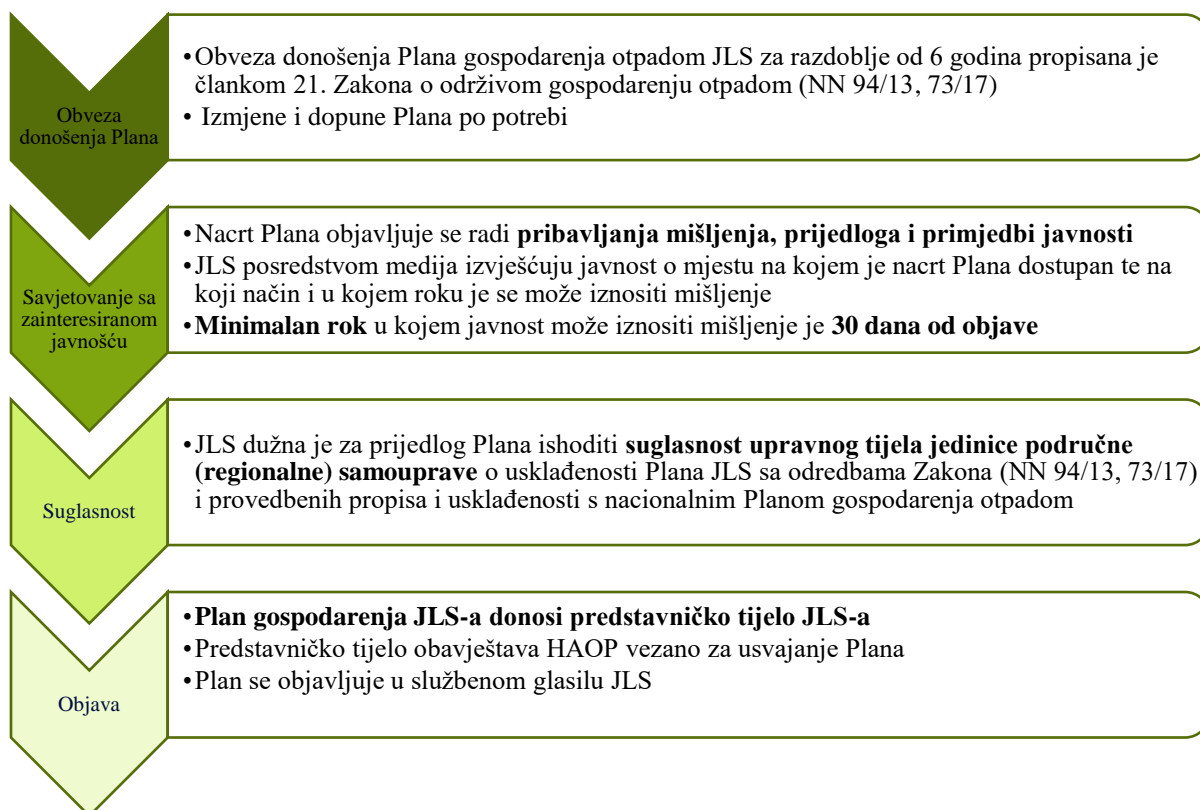 Obveza
donošenja Plana
•Obveza donošenja Plana gospodarenja otpadom JLS za razdoblje od 6 godina propisana je
člankom 21. Zakona o održivom gospodarenju otpadom (NN 94/13, 73/17)
• Izmjene i dopune Plana po potrebi
Savjetovanje sa
zainteresiranom
javnošću
•Nacrt Plana objavljuje se radi pribavljanja mišljenja, prijedloga i primjedbi javnosti
•JLS posredstvom medija izvješćuju javnost o mjestu na kojem je nacrt Plana dostupan te na
koji način i u kojem roku je se može iznositi mišljenje
•Minimalan rok u kojem javnost može iznositi mišljenje je 30 dana od objave
Suglasnost
•JLS dužna je za prijedlog Plana ishoditi suglasnost upravnog tijela jedinice područne
(regionalne) samouprave o usklađenosti Plana JLS sa odredbama Zakona (NN 94/13, 73/17)
i provedbenih propisa i usklađenosti s nacionalnim Planom gospodarenja otpadom
Objava
•Plan gospodarenja JLS-a donosi predstavničko tijelo JLS-a
•Predstavničko tijelo obavještava HAOP vezano za usvajanje Plana
•Plan se objavljuje u službenom glasilu JLS